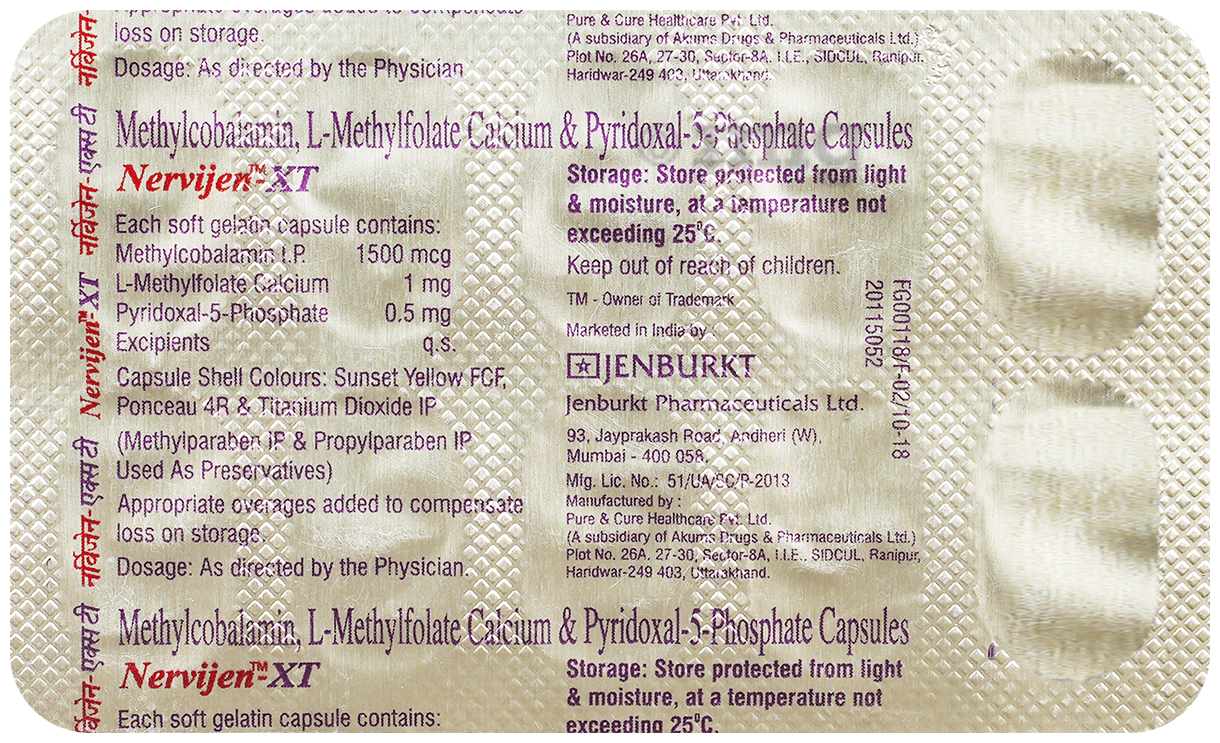 Appropriate overages added to compensate
loss on storage.
Dosage: As directed by the Physician
Pure & Cure Healthcare Pvt. Ltd.
(A subsidiary of Akums Drugs & Pharmaceuticals Ltd.)
Plot No. 26A, 27-30, Sector-8A, I.I.E., SIDCUL, Ranipur,
Haridwar-249 403, Uttarakhand.
Methylcobalamin, L-Methylfolate Calcium & Pyridoxal-5-Phosphate Capsules
Nervijen™-XT
Each soft gelatin capsule contains:
Methylcobalamin I.P. 1500 mcg
L-Methylfolate Calcium 1 mg
Pyridoxal-5-Phosphate 0.5 mg
Excipients q.s.
Capsule Shell Colours: Sunset Yellow FCF,
Ponceau 4R & Titanium Dioxide IP
(Methylparaben IP & Propylparaben IP
Used As Preservatives)
Appropriate overages added to compensate
loss on storage.
Dosage: As directed by the Physician.
Storage: Store protected from light
& moisture, at a temperature not
exceeding 25°C.
Keep out of reach of children.
TM - Owner of Trademark
Marketed in India by
JENBURKT
Jenburkt Pharmaceuticals Ltd.
93, Jayprakash Road, Andheri (W),
Mumbai - 400 058.
Mfg. Lic. No.: 51/UA/SC/P-2013
Manufactured by :
Pure & Cure Healthcare Pvt. Ltd.
(A subsidiary of Akums Drugs & Pharmaceuticals Ltd.)
Plot No. 26A. 27-30, Sector-8A, I.I.E., SIDCUL, Ranipur,
Haridwar-249 403, Uttarakhand.
FG00118/F-02/10-18
20115052
Methylcobalamin, L-Methylfolate Calcium & Pyridoxal-5-Phosphate Capsules
Nervijen™-XT
Each soft gelatin capsule contains:
Storage: Store protected from light
& moisture, at a temperature not
exceeding 25°C.
नर्विजेन-
नर्विजेन-एक्स टी
Nervijen™-XT
नर्विजेन-एक्स टी
नर्विजेन-एक्स टी